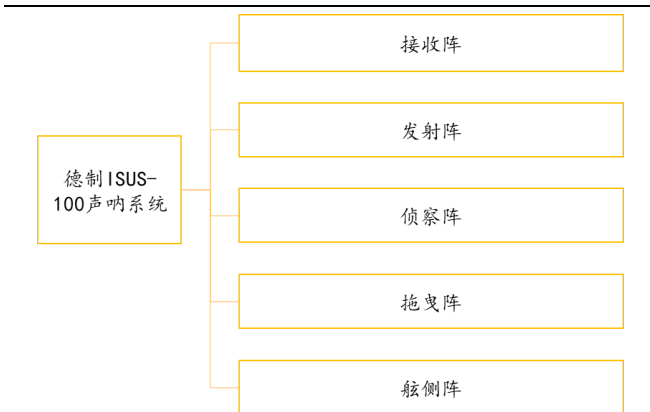 接收阵
发射阵
德制ISUS-
100声呐系统
侦察阵
拖曳阵
舷侧阵